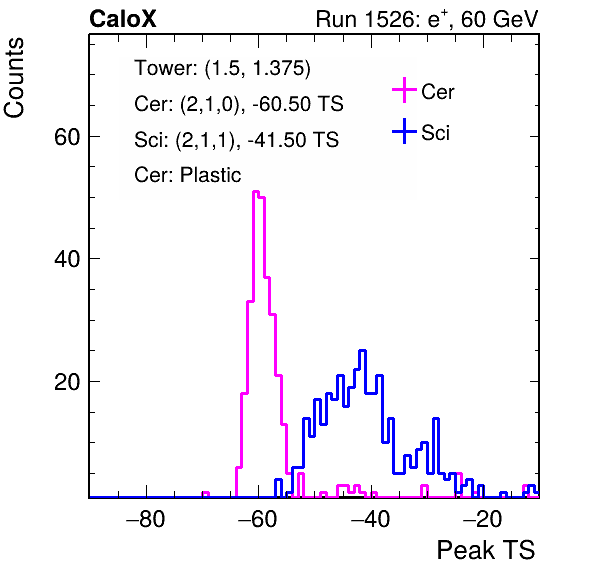 CaloX Run 1526: e⁺, 60 GeV
Counts
Tower: (1.5, 1.375)
Cer: (2,1,0), -60.50 TS
Sci: (2,1,1), -41.50 TS
Cer: Plastic
Cer
Sci
60
40
20
−80 −60 −40 −20
Peak TS